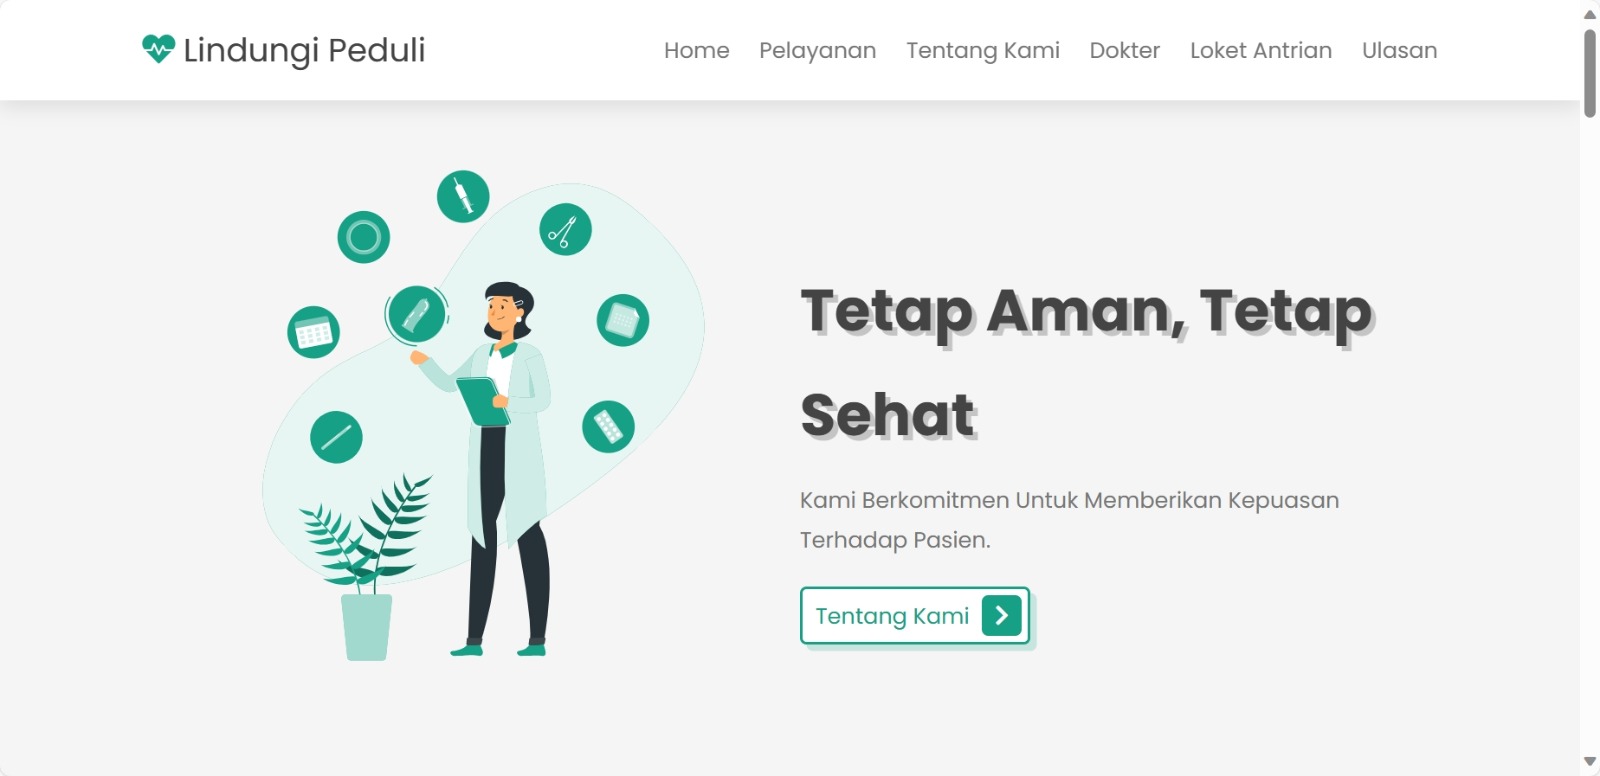 Lindungi Peduli
Home Pelayanan Tentang Kami Dokter Loket Antrian Ulasan
Tetap Aman, Tetap
Sehat
Kami Berkomitmen Untuk Memberikan Kepuasan
Terhadap Pasien.
Tentang Kami